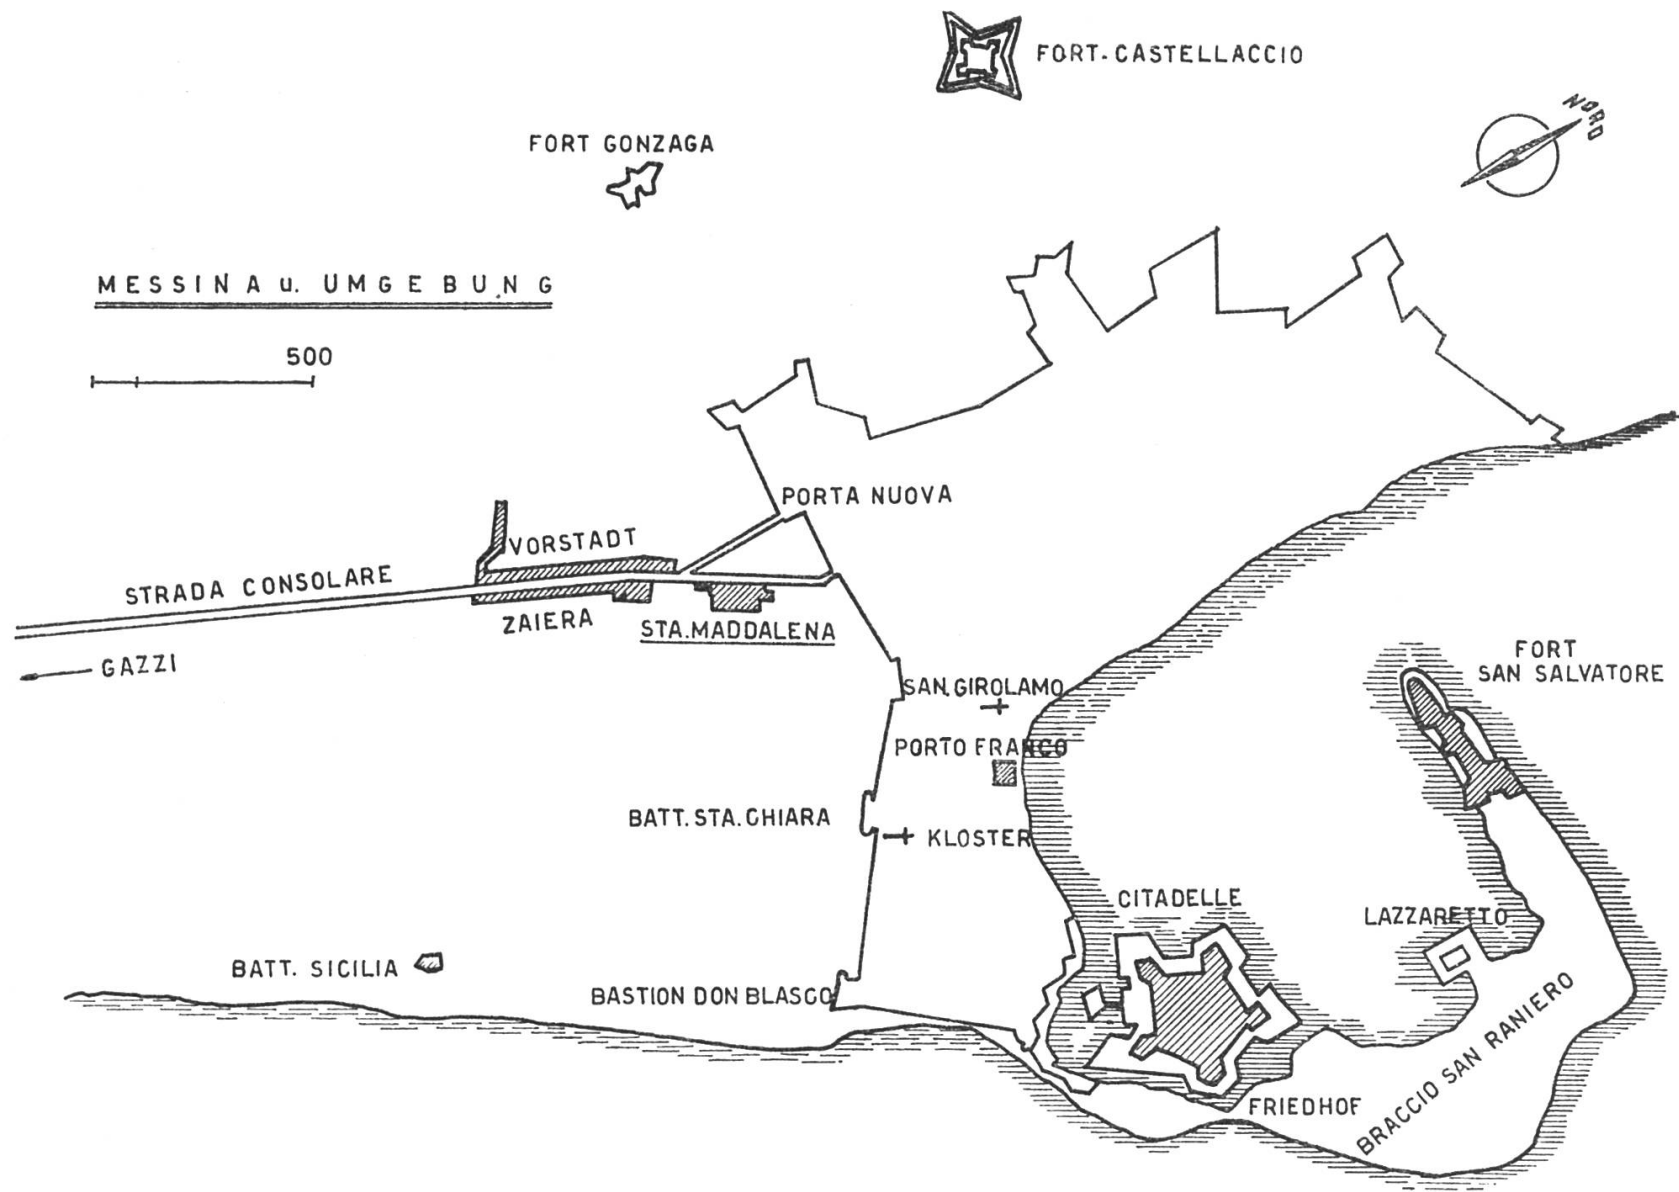 FORT. CASTELLACCIO
FORT GONZAGA
NORD
MESSINA u. UMGEBUNG
500
PORTA NUOVA
VORSTADT
STRADA CONSOLARE
ZAIERA
STA. MADDALENA
GAZZI
FORT
SAN SALVATORE
SAN. GIROLAMO
PORTO FRANCO
BATT. STA. CHIARA
KLOSTER
CITADELLE
LAZZARETTO
BATT. SICILIA
BASTION DON BLASCO
BRACCIO SAN RANIERO
FRIEDHOF